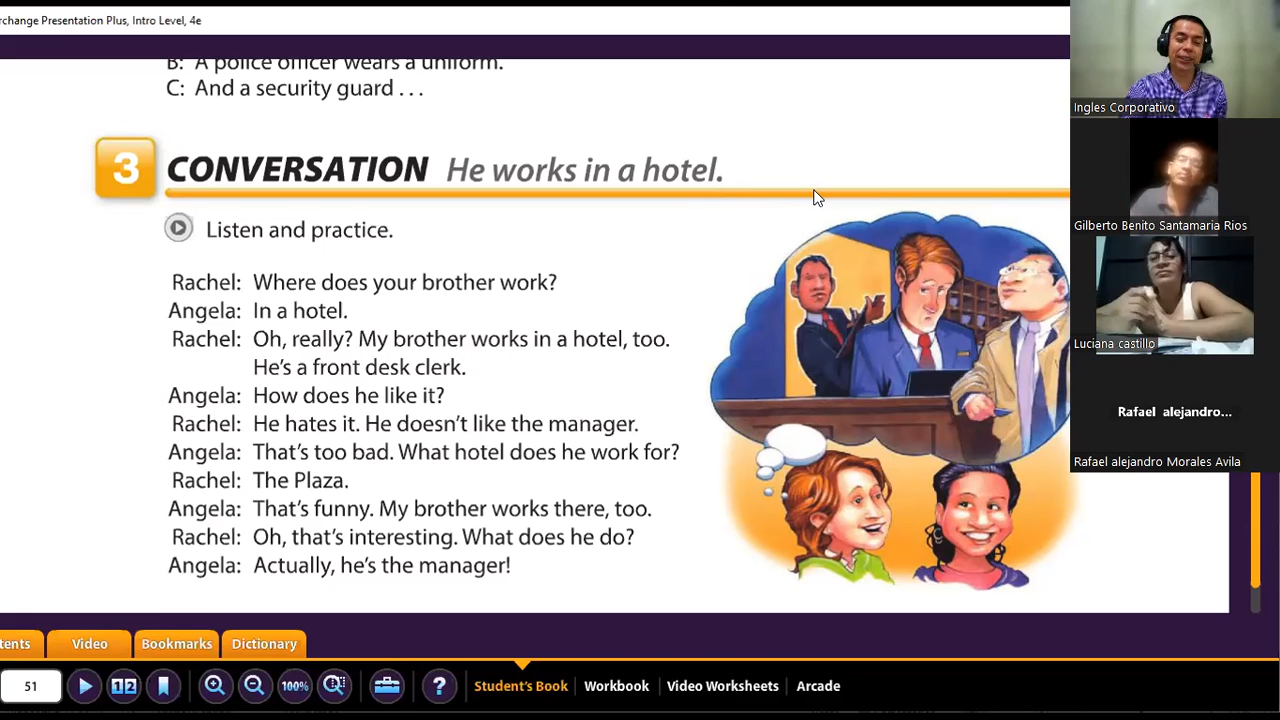 rchange Presentation Plus, Intro Level, 4e
B: A police officer wears a uniform.
C: And a security guard . . .
3 CONVERSATION He works in a hotel.
Listen and practice.
Rachel: Where does your brother work?
Angela: In a hotel.
Rachel: Oh, really? My brother works in a hotel, too.
He's a front desk clerk.
Angela: How does he like it?
Rachel: He hates it. He doesn't like the manager.
Angela: That's too bad. What hotel does he work for?
Rachel: The Plaza.
Angela: That's funny. My brother works there, too.
Rachel: Oh, that's interesting. What does he do?
Angela: Actually, he's the manager!
Ingles Corporativo
Gilberto Benito Santamaria Rios
Luciana castillo
Rafael alejandro...
Rafael alejandro Morales Avila
tents Video Bookmarks Dictionary
51 12 100% ? Student's Book Workbook Video Worksheets Arcade